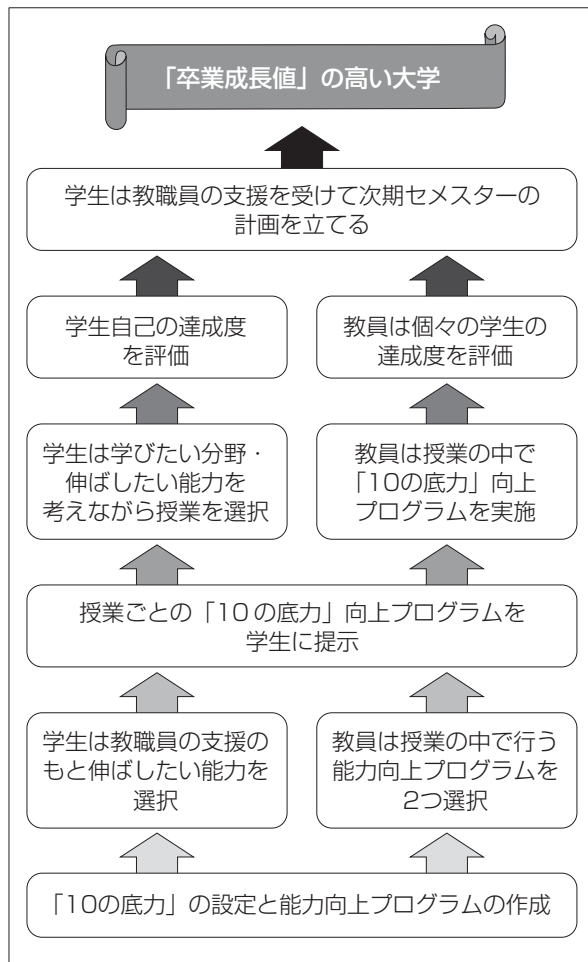 「卒業成長値」の高い大学
学生は教職員の支援を受けて次期セメスターの
計画を立てる
学生自己の達成度
を評価
教員は個々の学生の
達成度を評価
学生は学びたい分野・
伸ばしたい能力を
考えながら授業を選択
教員は授業の中で
「10の底力」向上
プログラムを実施
授業ごとの「10の底力」向上プログラムを
学生に提示
学生は教職員の支援の
もと伸ばしたい能力を
選択
教員は授業の中で行う
能力向上プログラムを
2つ選択
「10の底力」の設定と能力向上プログラムの作成